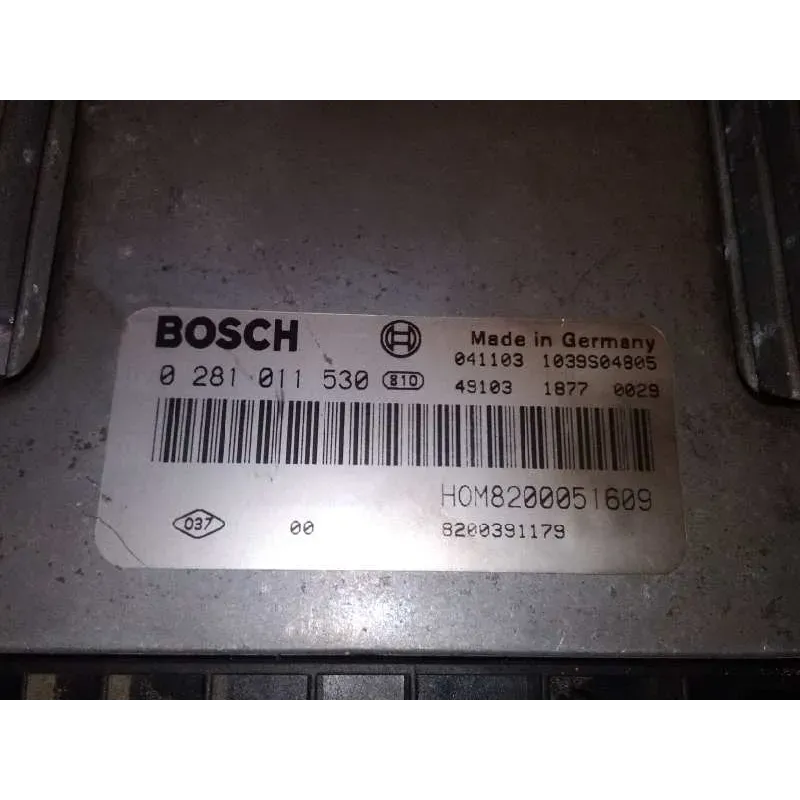 BOSCH Made in Germany
041103 1039S04805
0 281 011 530 810 49103 1877 0029
HOM8200051609
037 00 8200391179